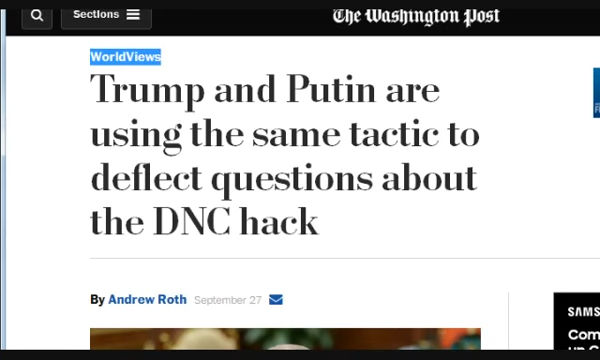 Sections
The Washington Post
WorldViews
Trump and Putin are
using the same tactic to
deflect questions about
the DNC hack
By Andrew Roth September 27
SAMS
Com